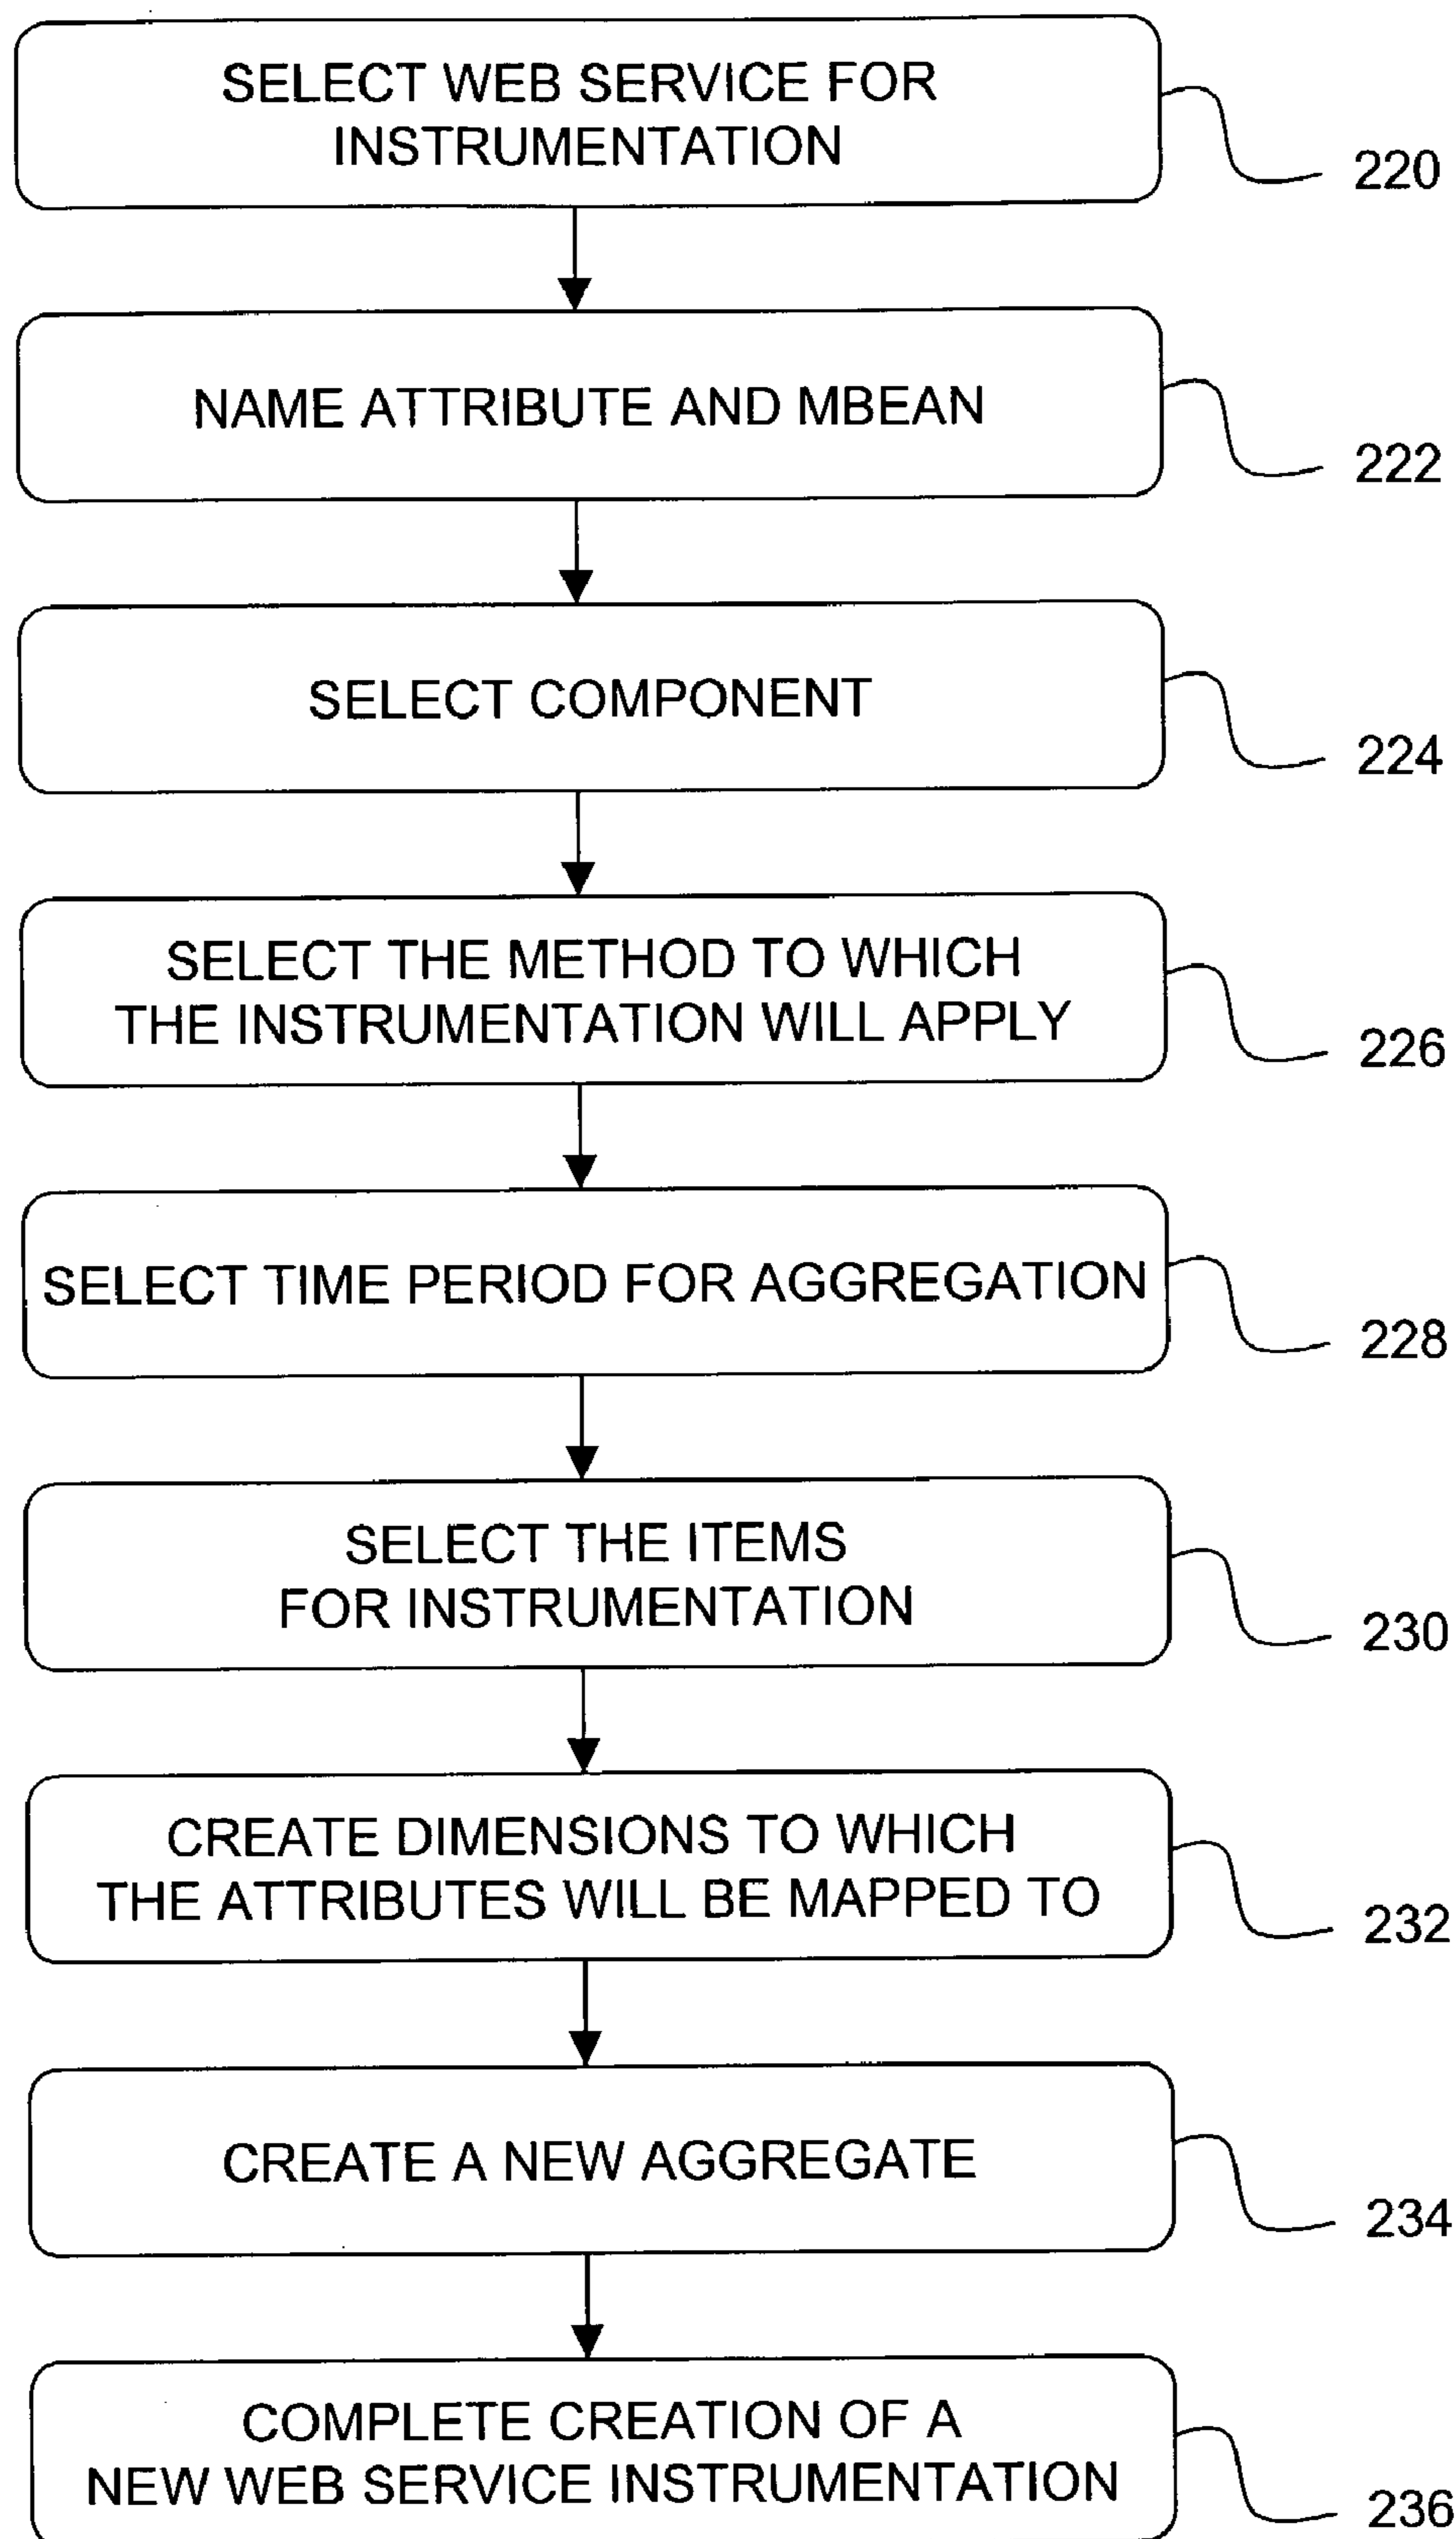 SELECT WEB SERVICE FOR
INSTRUMENTATION
220
NAME ATTRIBUTE AND MBEAN
222
SELECT COMPONENT
224
SELECT THE METHOD TO WHICH
THE INSTRUMENTATION WILL APPLY
226
SELECT TIME PERIOD FOR AGGREGATION
228
SELECT THE ITEMS
FOR INSTRUMENTATION
230
CREATE DIMENSIONS TO WHICH
THE ATTRIBUTES WILL BE MAPPED TO
232
CREATE A NEW AGGREGATE
234
COMPLETE CREATION OF A
NEW WEB SERVICE INSTRUMENTATION
236